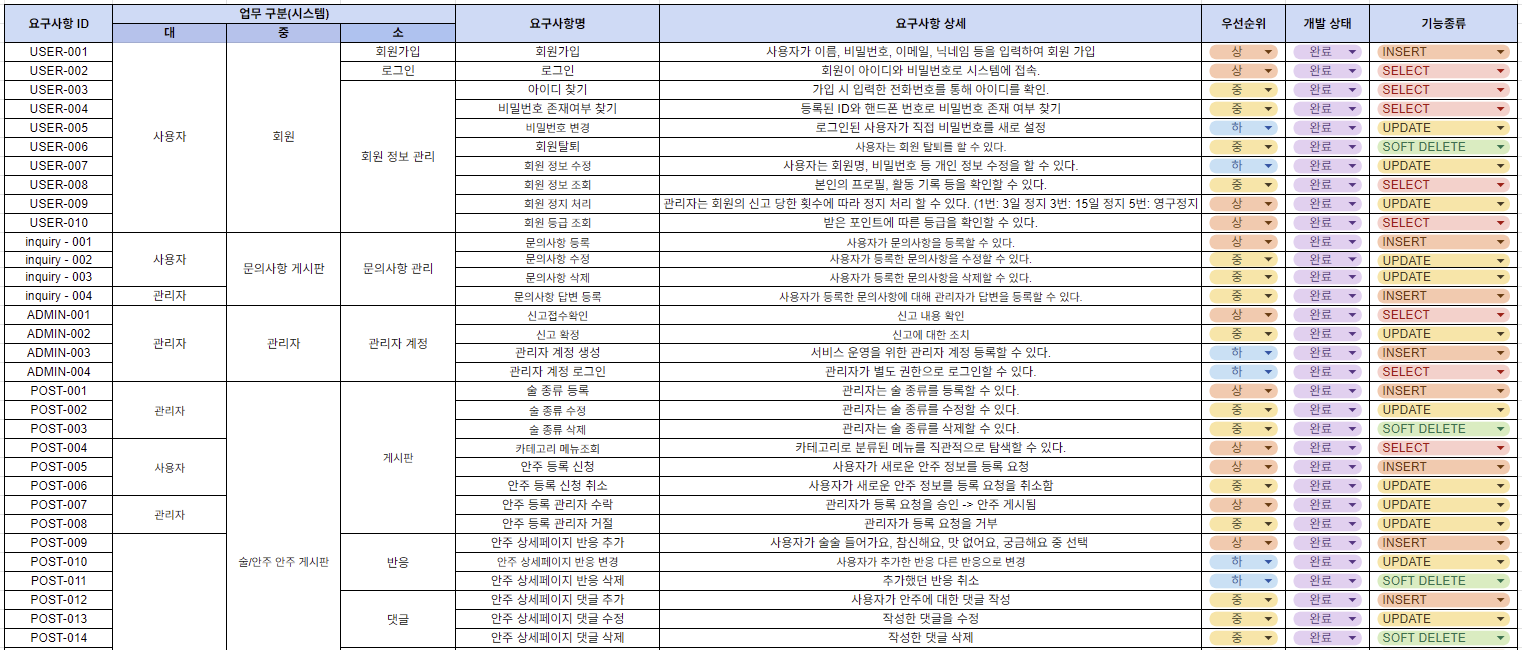 요구사항 ID 업무 구분(시스템) 요구사항명 요구사항 상세 우선순위 개발 상태 기능종류
대 중 소
USER-001 회원가입 회원가입 사용자가 이름, 비밀번호, 이메일, 닉네임 등을 입력하여 회원 가입 상 완료 INSERT
USER-002 로그인 로그인 회원이 아이디와 비밀번호로 시스템에 접속. 상 완료 SELECT
USER-003 아이디 찾기 가입 시 입력한 전화번호를 통해 아이디를 확인. 중 완료 SELECT
USER-004 비밀번호 존재여부 찾기 등록된 ID와 핸드폰 번호로 비밀번호 존재 여부 찾기 중 완료 SELECT
USER-005 비밀번호 변경 로그인된 사용자가 직접 비밀번호를 새로 설정 하 완료 UPDATE
사용자 회원
USER-006 회원탈퇴 사용자는 회원 탈퇴를 할 수 있다. 중 완료 SOFT DELETE
회원 정보 관리
USER-007 회원 정보 수정 사용자는 회원명, 비밀번호 등 개인 정보 수정을 할 수 있다. 하 완료 UPDATE
USER-008 회원 정보 조회 본인의 프로필, 활동 기록 등을 확인할 수 있다. 중 완료 SELECT
USER-009 회원 정지 처리 관리자는 회원의 신고 당한 횟수에 따라 정지 처리 할 수 있다. (1번: 3일 정지 3번: 15일 정지 5번: 영구정지 상 완료 UPDATE
USER-010 회원 등급 조회 받은 포인트에 따른 등급을 확인할 수 있다. 상 완료 SELECT
inquiry - 001 문의사항 등록 사용자가 문의사항을 등록할 수 있다. 상 완료 INSERT
inquiry - 002 사용자 문의사항 수정 사용자가 등록한 문의사항을 수정할 수 있다. 중 완료 UPDATE
문의사항 게시판 문의사항 관리
inquiry - 003 문의사항 삭제 사용자가 등록한 문의사항을 삭제할 수 있다. 중 완료 UPDATE
inquiry - 004 관리자 문의사항 답변 등록 사용자가 등록한 문의사항에 대해 관리자가 답변을 등록할 수 있다. 중 완료 INSERT
ADMIN-001 신고접수확인 신고 내용 확인 상 완료 SELECT
ADMIN-002 신고 확정 신고에 대한 조치 중 완료 UPDATE
관리자 관리자 관리자 계정
ADMIN-003 관리자 계정 생성 서비스 운영을 위한 관리자 계정 등록할 수 있다. 하 완료 INSERT
ADMIN-004 관리자 계정 로그인 관리자가 별도 권한으로 로그인할 수 있다. 하 완료 SELECT
POST-001 술 종류 등록 관리자는 술 종류를 등록할 수 있다. 상 완료 INSERT
POST-002 관리자 술 종류 수정 관리자는 술 종류를 수정할 수 있다. 중 완료 UPDATE
POST-003 술 종류 삭제 관리자는 술 종류를 삭제할 수 있다. 중 완료 SOFT DELETE
POST-004 카테고리 메뉴조회 카테고리로 분류된 메뉴를 직관적으로 탐색할 수 있다. 상 완료 SELECT
게시판
POST-005 사용자 안주 등록 신청 사용자가 새로운 안주 정보를 등록 요청 상 완료 INSERT
POST-006 안주 등록 신청 취소 사용자가 새로운 안주 정보를 등록 요청을 취소함 중 완료 UPDATE
POST-007 안주 등록 관리자 수락 관리자가 등록 요청을 승인 -> 안주 게시됨 상 완료 UPDATE
관리자
POST-008 안주 등록 관리자 거절 관리자가 등록 요청을 거부 중 완료 UPDATE
POST-009 안주 상세페이지 반응 추가 사용자가 술술 들어가요, 참신해요, 맛 없어요, 궁금해요 중 선택 상 완료 INSERT
POST-010 술/안주 안주 게시판 반응 안주 상세페이지 반응 변경 사용자가 추가한 반응 다른 반응으로 변경 하 완료 UPDATE
POST-011 안주 상세페이지 반응 삭제 추가했던 반응 취소 하 완료 SOFT DELETE
POST-012 안주 상세페이지 댓글 추가 사용자가 안주에 대한 댓글 작성 중 완료 INSERT
POST-013 댓글 안주 상세페이지 댓글 수정 작성한 댓글을 수정 중 완료 UPDATE
POST-014 안주 상세페이지 댓글 삭제 작성한 댓글 삭제 중 완료 SOFT DELETE